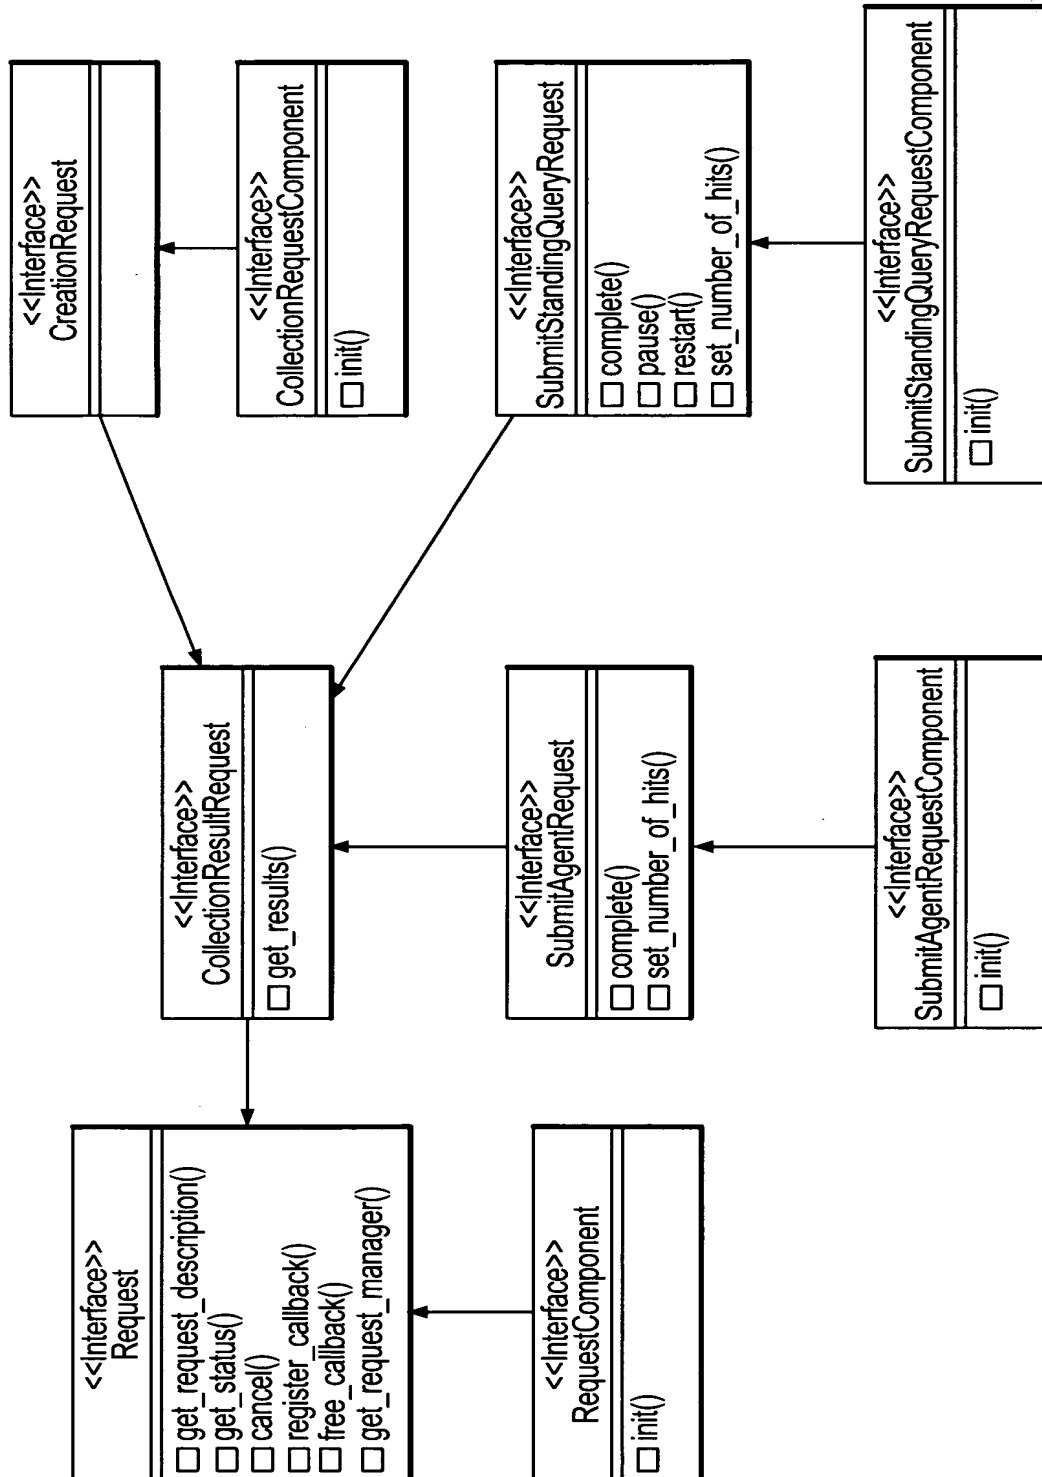 <<Interface>>
Request
get_request_description()
get_status()
cancel()
register_callback()
free_callback()
get_request_manager()
<<Interface>>
RequestComponent
init()
<<Interface>>
CollectionResultRequest
get_results()
<<Interface>>
SubmitAgentRequest
complete()
set_number_of_hits()
<<Interface>>
SubmitAgentRequestComponent
init()
<<Interface>>
CreationRequest
<<Interface>>
CollectionRequestComponent
init()
<<Interface>>
SubmitStandingQueryRequest
complete()
pause()
restart()
set_number_of_hits()
<<Interface>>
SubmitStandingQueryRequestComponent
init()